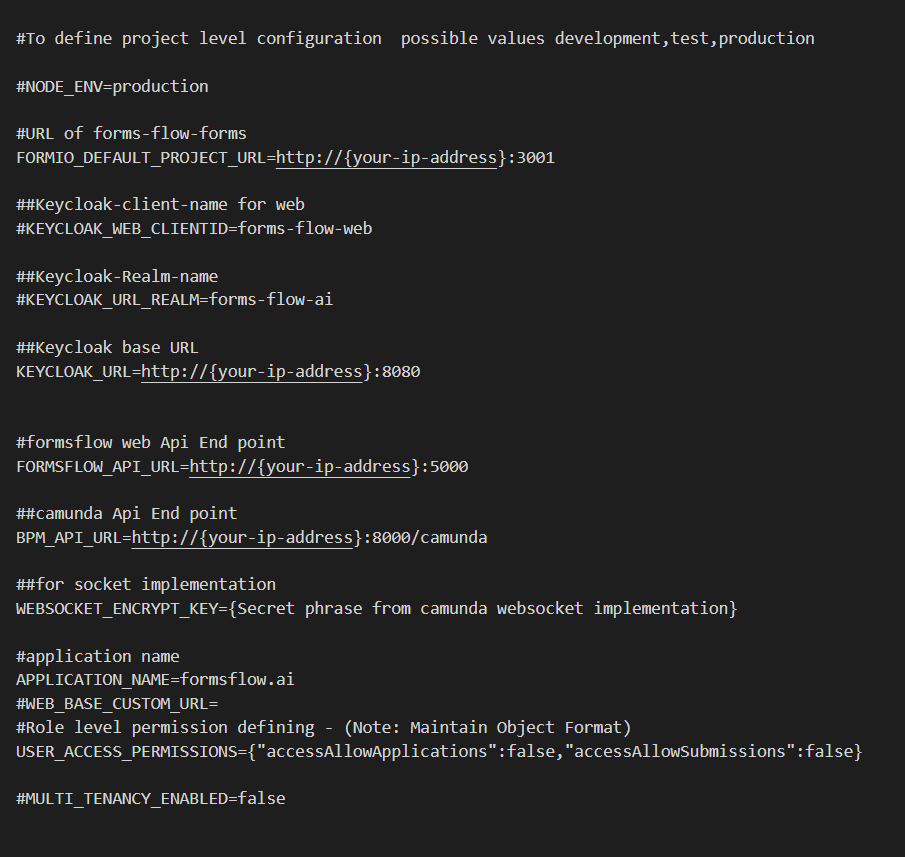 #To define project level configuration  possible values development,test,production
#NODE_ENV=production
#URL of forms-flow-forms
FORMIO_DEFAULT_PROJECT_URL=http://{your-ip-address}:3001
##Keycloak-client-name for web
#KEYCLOAK_WEB_CLIENTID=forms-flow-web
##Keycloak-Realm-name
#KEYCLOAK_URL_REALM=forms-flow-ai
##Keycloak base URL
KEYCLOAK_URL=http://{your-ip-address}:8080
#formsflow web Api End point
FORMSFLOW_API_URL=http://{your-ip-address}:5000
##camunda Api End point
BPM_API_URL=http://{your-ip-address}:8000/camunda
##for socket implementation
WEBSOCKET_ENCRYPT_KEY={Secret phrase from camunda websocket implementation}
#application name
APPLICATION_NAME=formsflow.ai
#WEB_BASE_CUSTOM_URL=
#Role level permission defining - (Note: Maintain Object Format)
USER_ACCESS_PERMISSIONS={"accessAllowApplications":false,"accessAllowSubmissions":false}
#MULTI_TENANCY_ENABLED=false